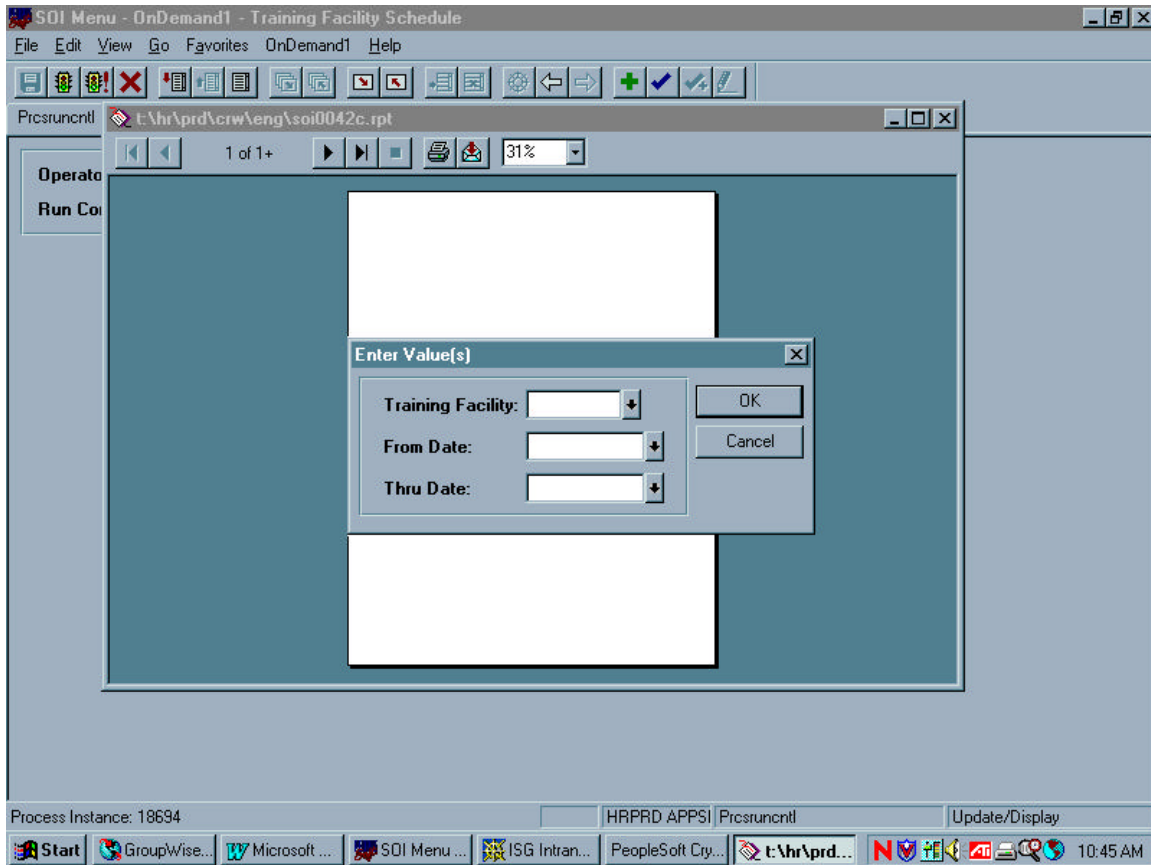 SOI Menu - OnDemand1 - Training Facility Schedule
File Edit View Go Favorites OnDemand1 Help
Prcsruncntl
t:\hr\prd\crw\eng\soi0042c.rpt
1 of 1+ 31%
Operato
Run Co
Enter Value(s)
Training Facility:
OK
From Date:
Cancel
Thru Date:
Process Instance: 18694 HRPRD APPSI Prcsruncntl Update/Display
Start GroupWise... Microsoft ... SOI Menu ... ISG Intran... PeopleSoft Cry... t:\hr\prd... N ATI 10:45 AM